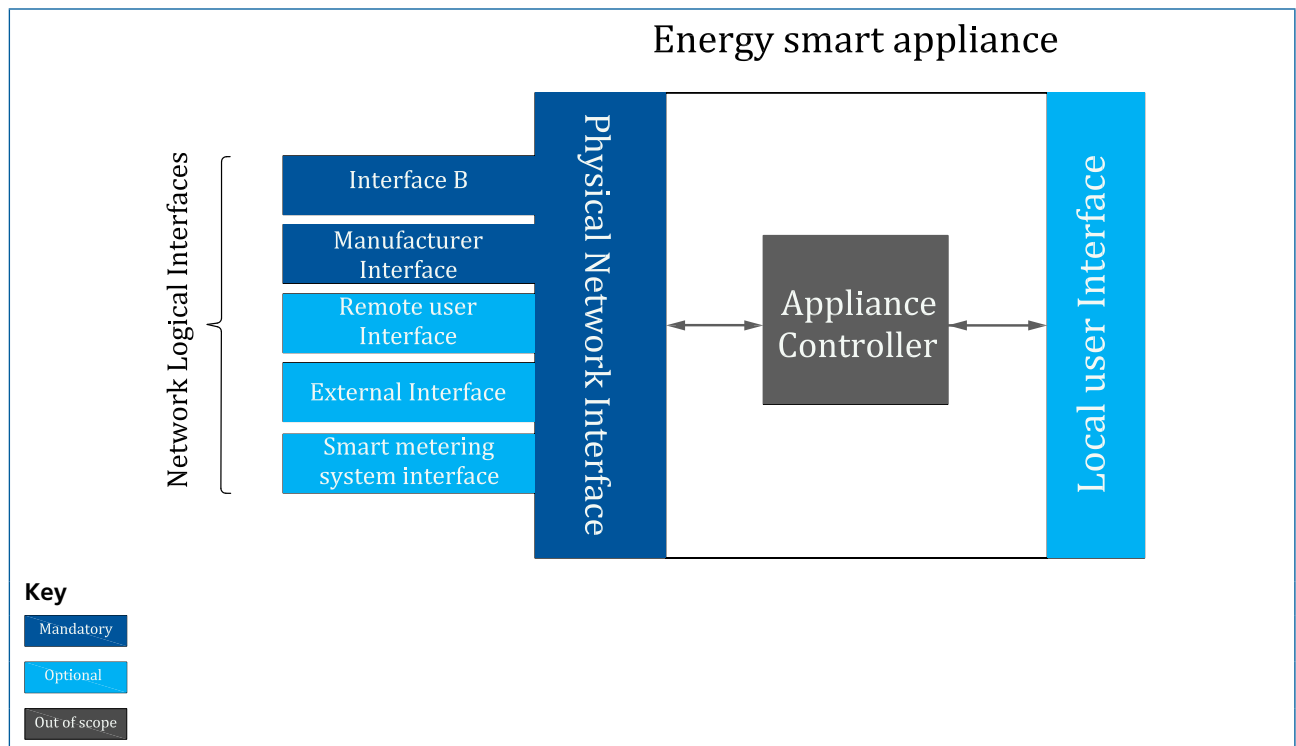 Energy smart appliance
Network Logical Interfaces
Interface B
Manufacturer
Interface
Remote user
Interface
External Interface
Smart metering
system interface
Physical Network Interface
Appliance
Controller
Local user Interface
Key
Mandatory
Optional
Out of scope